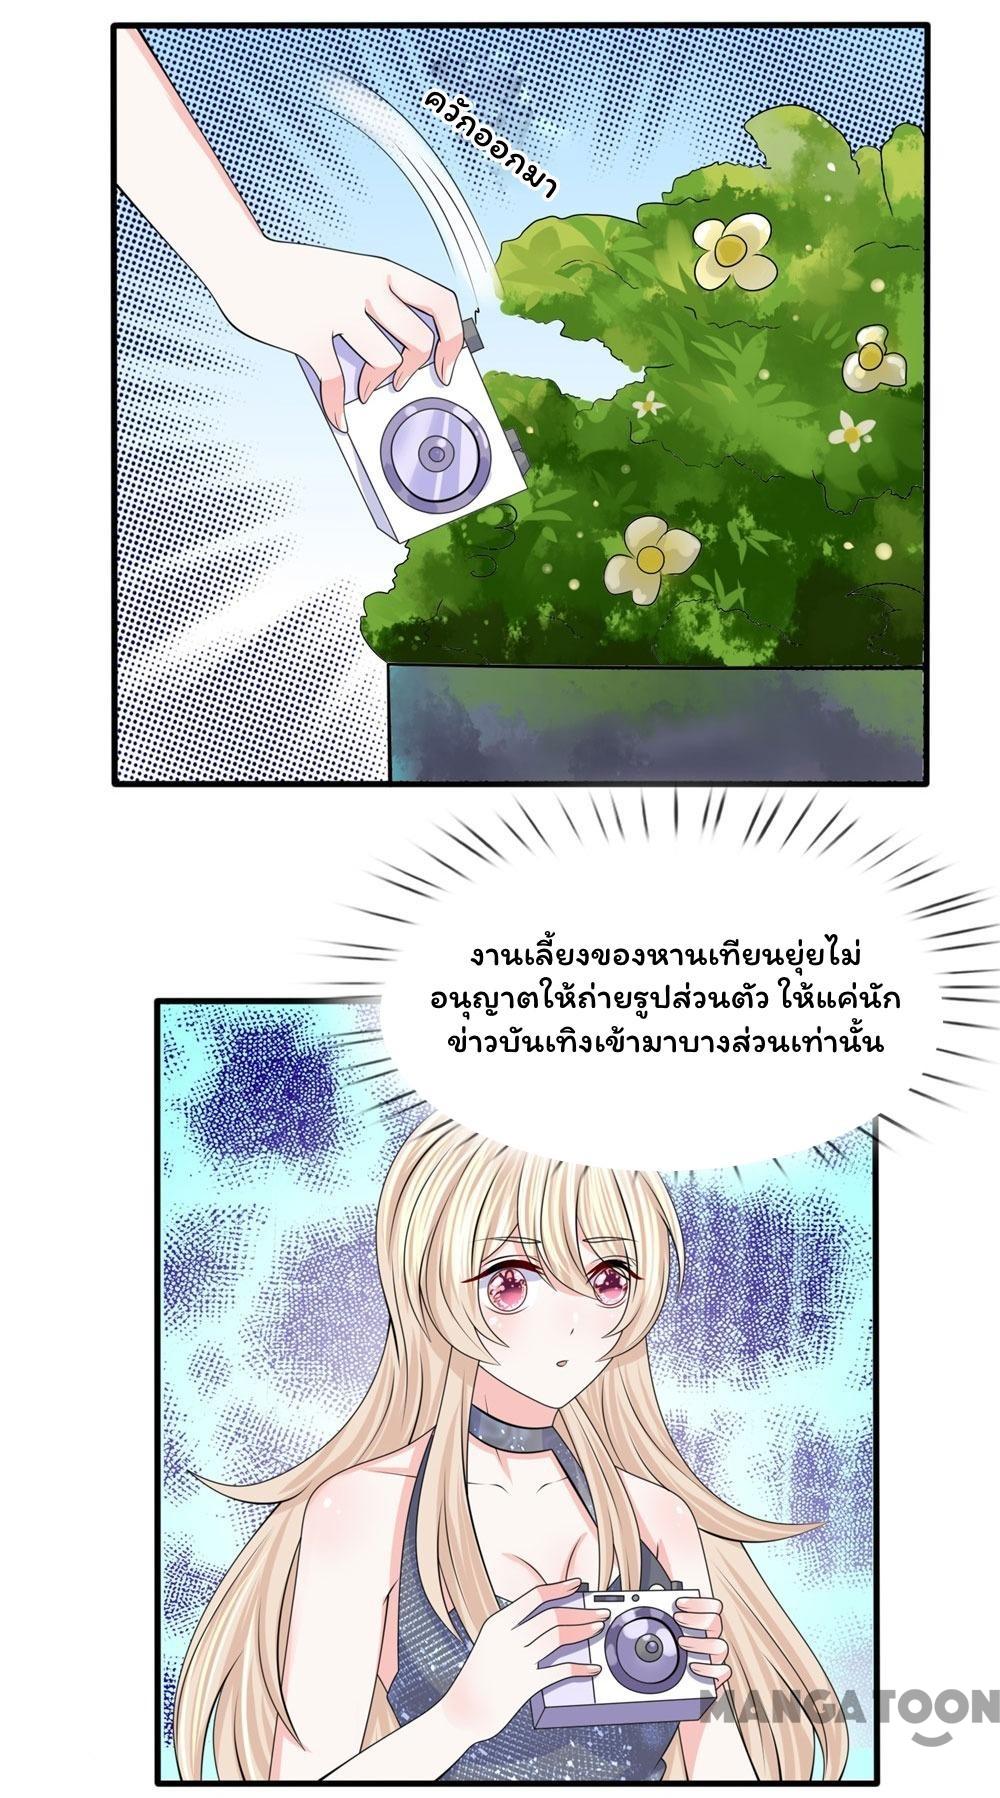 ควักออกมา
งานเลี้ยงของหานเทียนยุ่ยไม่
อนุญาตให้ถ่ายรูปส่วนตัว ให้แค่นัก
ข่าวบันเทิงเข้ามาบางส่วนเท่านั้น
MANGATOON